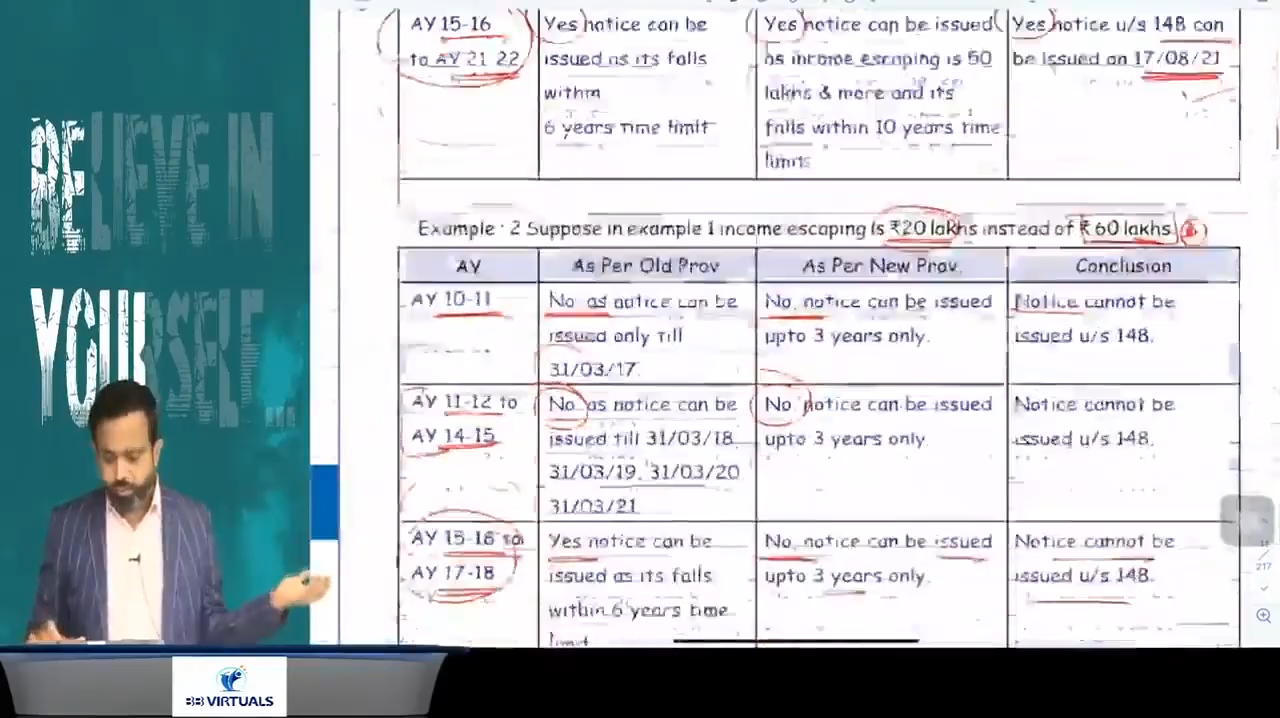 BELIEVE IN
YOURSELF...
AY 15-16
to AY 21 22
Yes notice can be
issued as its falls
within
6 years Time limit
Yes notice can be issued
as income escaping is 50
lakhs & more and its
falls within 10 years time
limits
Yes notice u/s 148 can
be issued on 17/08/21
Example · 2 Suppose in example 1 income escaping is ₹20 lakhs instead of ₹ 60 lakhs
AY
As Per Old Prov
As Per New Prov.
Conclusion
AY 10-11
No as notice can be
issued only till
31/03/17.
No, notice can be issued
upto 3 years only.
Notice cannot be
issued u/s 148.
AY 11-12 to
AY 14-15
No as notice can be
issued till 31/03/18
31/03/19, 31/03/20
31/03/21
No notice can be issued
upto 3 years only.
Notice cannot be
issued u/s 148.
AY 15-16 to
AY 17-18
Yes notice can be
issued as its falls
within 6 years time
limit
No, notice can be issued
upto 3 years only.
Notice cannot be
issued u/s 148.
217
BB VIRTUALS